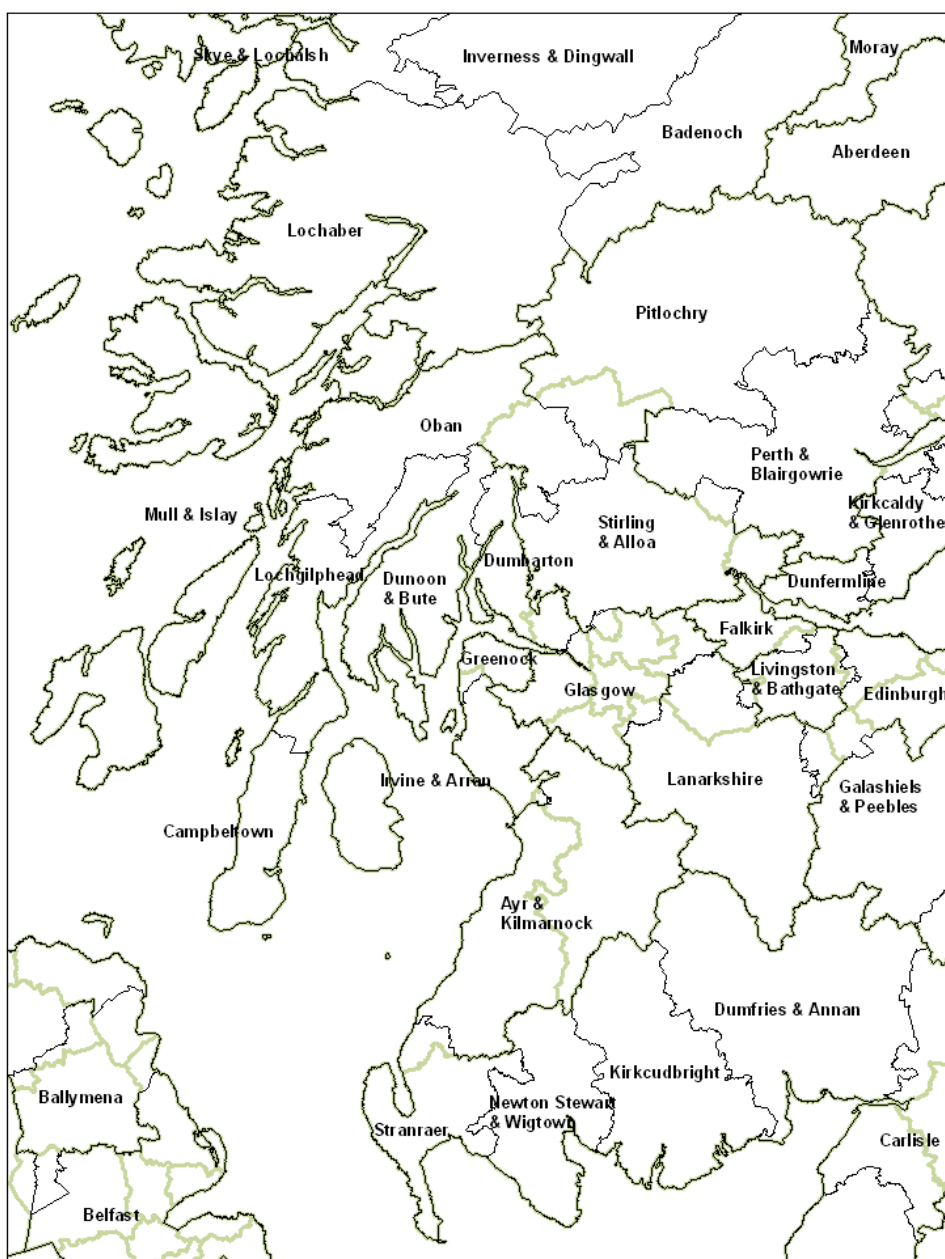 Skye & Lochalsh
Inverness & Dingwall
Moray
Badenoch
Aberdeen
Lochaber
Pitlochry
Oban
Perth &
Blairgowrie
Mull & Islay
Stirling
& Alloa
Kirkcaldy
& Glenrothe
Lochgilphead
Dunoon
& Bute
Dumbarton
Dunfermline
Falkirk
Greenock
Glasgow
Livingston
& Bathgate
Edinburgh
Irvine & Arran
Lanarkshire
Galashiels
& Peebles
Campbeltown
Ayr &
Kilmarnock
Dumfries & Annan
Kirkcudbright
Ballymena
Newton Stewart
& Wigtown
Stranraer
Carlisle
Belfast